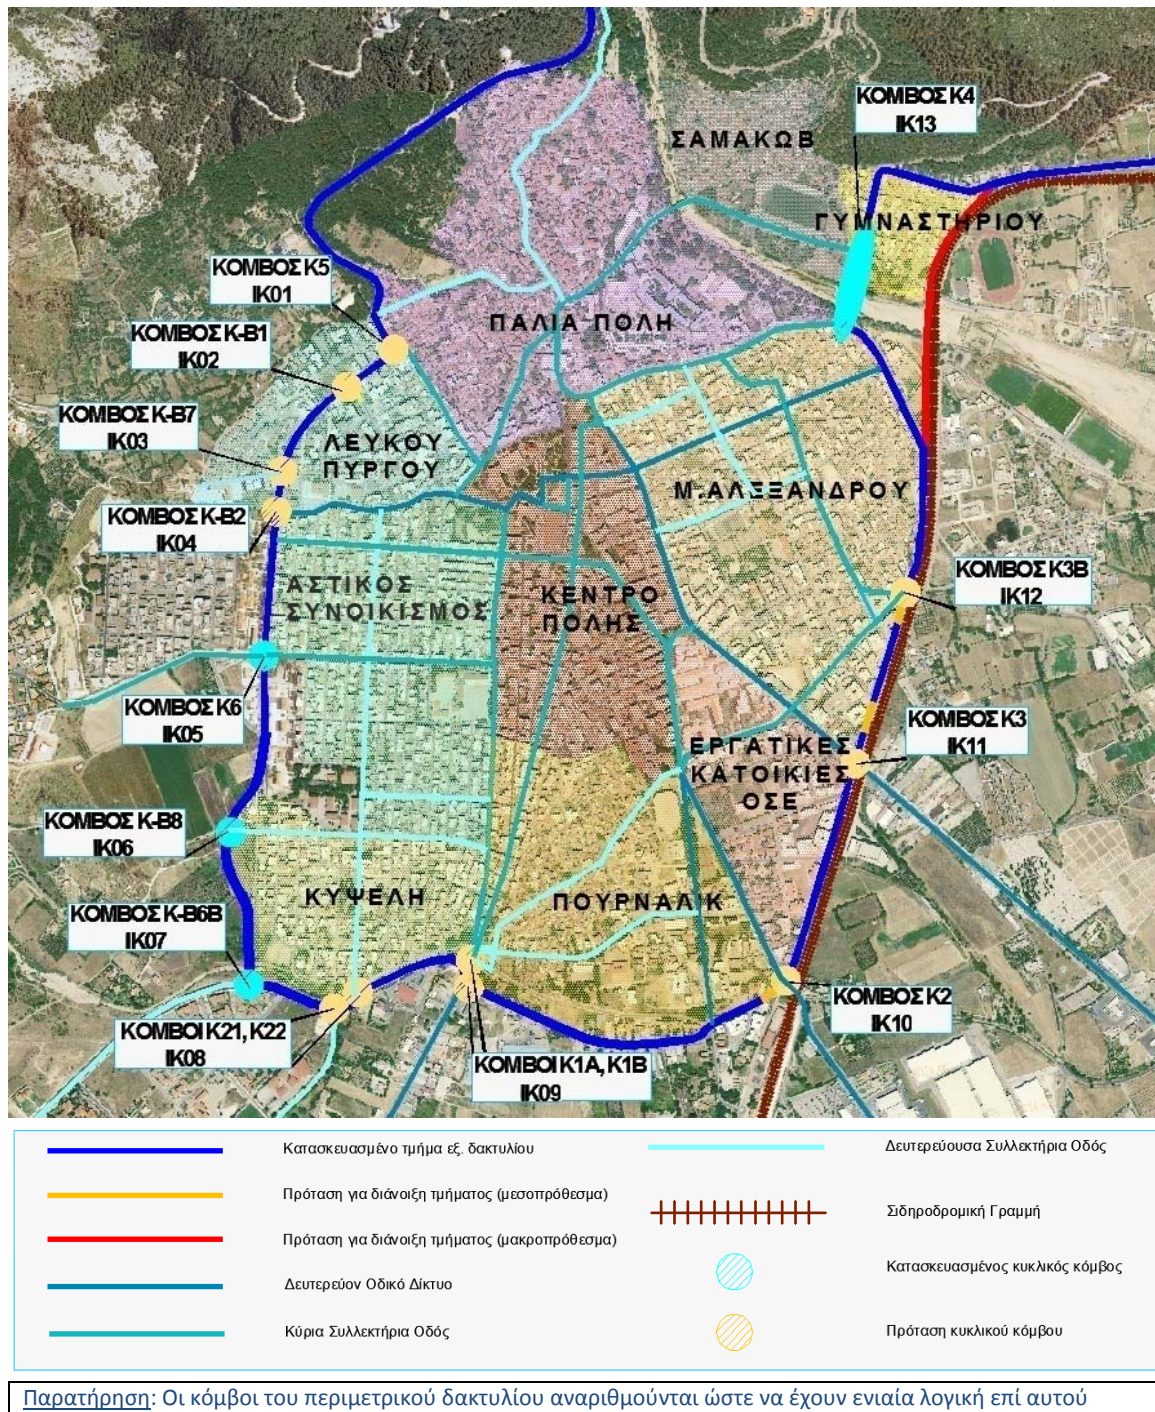 ΚΟΜΒΟΣ Κ4
ΙΚ13
ΣΑΜΑΚΩΒ
ΓΥΜΝΑΣΤΗΡΙΟΥ
ΚΟΜΒΟΣ Κ5
ΙΚ01
ΠΑΛΙΑ ΠΟΛΗ
ΚΟΜΒΟΣ Κ-Β1
ΙΚ02
ΚΟΜΒΟΣ Κ-Β7
ΙΚ03
ΛΕΥΚΟΥ
ΠΥΡΓΟΥ
Μ.ΑΛΕΞΑΝΔΡΟΥ
ΚΟΜΒΟΣ Κ-Β2
ΙΚ04
ΚΟΜΒΟΣ Κ3Β
ΙΚ12
ΑΣΤΙΚΟΣ
ΣΥΝΟΙΚΙΣΜΟΣ
ΚΕΝΤΡΟ
ΠΟΛΗΣ
ΚΟΜΒΟΣ Κ6
ΙΚ05
ΚΟΜΒΟΣ Κ3
ΙΚ11
ΕΡΓΑΤΙΚΕΣ
ΚΑΤΟΙΚΙΕΣ
ΟΣΕ
ΚΟΜΒΟΣ Κ-Β8
ΙΚ06
ΚΥΨΕΛΗ
ΠΟΥΡΝΑΛΙΚ
ΚΟΜΒΟΣ Κ-Β6Β
ΙΚ07
ΚΟΜΒΟΣ Κ2
ΙΚ10
ΚΟΜΒΟΙ Κ21, Κ22
ΙΚ08
ΚΟΜΒΟΙ Κ1Α, Κ1Β
ΙΚ09
Κατασκευασμένο τμήμα εξ. δακτυλίου
Πρόταση για διάνοιξη τμήματος (μεσοπρόθεσμα)
Πρόταση για διάνοιξη τμήματος (μακροπρόθεσμα)
Δευτερεύον Οδικό Δίκτυο
Κύρια Συλλεκτήρια Οδός
Δευτερεύουσα Συλλεκτήρια Οδός
Σιδηροδρομική Γραμμή
Κατασκευασμένος κυκλικός κόμβος
Πρόταση κυκλικού κόμβου
Παρατήρηση: Οι κόμβοι του περιμετρικού δακτυλίου αναριθμούνται ώστε να έχουν ενιαία λογική επί αυτού